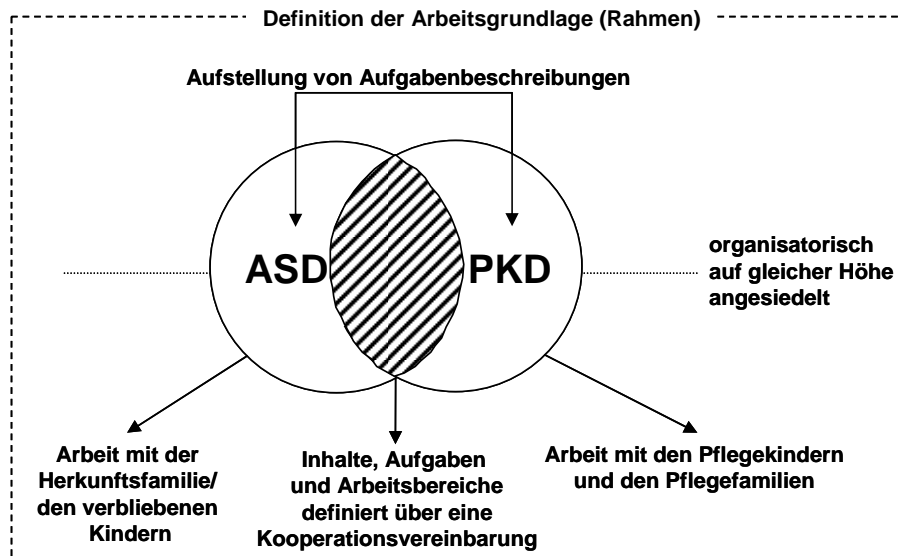 Definition der Arbeitsgrundlage (Rahmen)
Aufstellung von Aufgabenbeschreibungen
ASD
PKD
organisatorisch
auf gleicher Höhe
angesiedelt
Arbeit mit der
Herkunftsfamilie/
den verbliebenen
Kindern
Inhalte, Aufgaben
und Arbeitsbereiche
definiert über eine
Kooperationsvereinbarung
Arbeit mit den Pflegekindern
und den Pflegefamilien